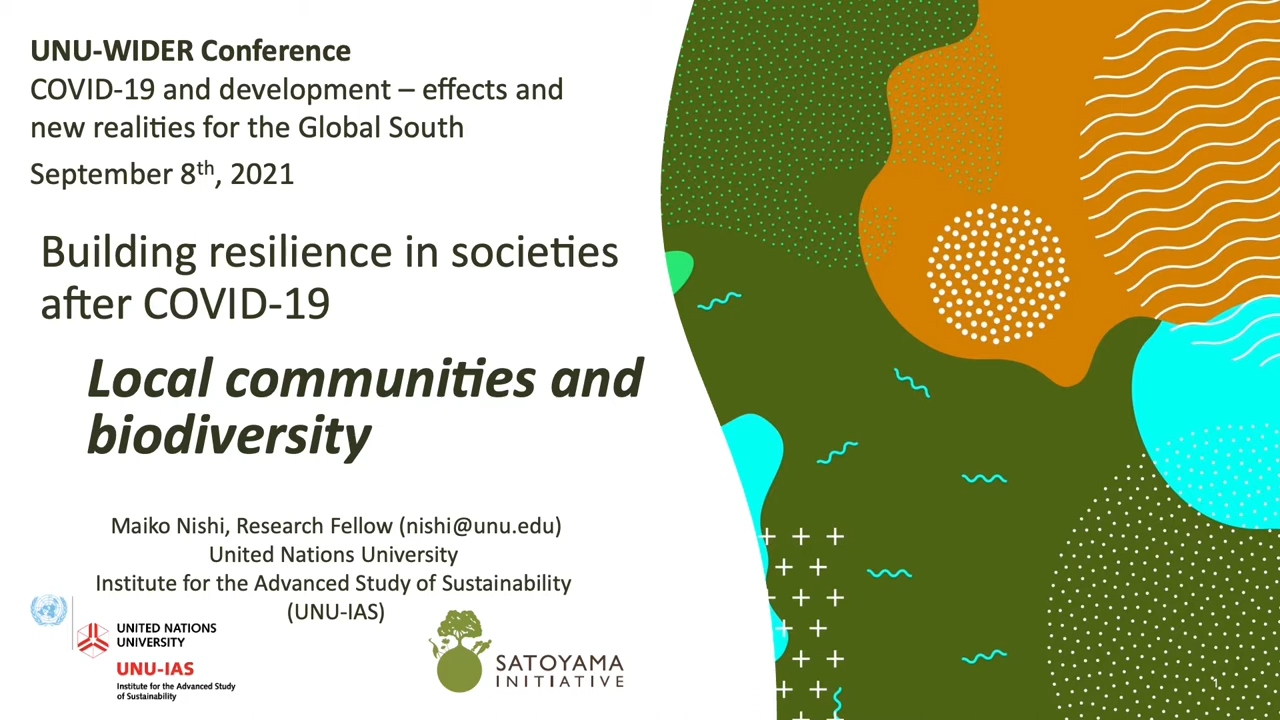 UNU-WIDER Conference
COVID-19 and development – effects and
new realities for the Global South
September 8th, 2021
Building resilience in societies
after COVID-19
Local communities and
biodiversity
Maiko Nishi, Research Fellow (nishi@unu.edu)
United Nations University
Institute for the Advanced Study of Sustainability
(UNU-IAS)
UNITED NATIONS
UNIVERSITY
UNU-IAS
Institute for the Advanced Study
of Sustainability
SATOYAMA
INITIATIVE
1